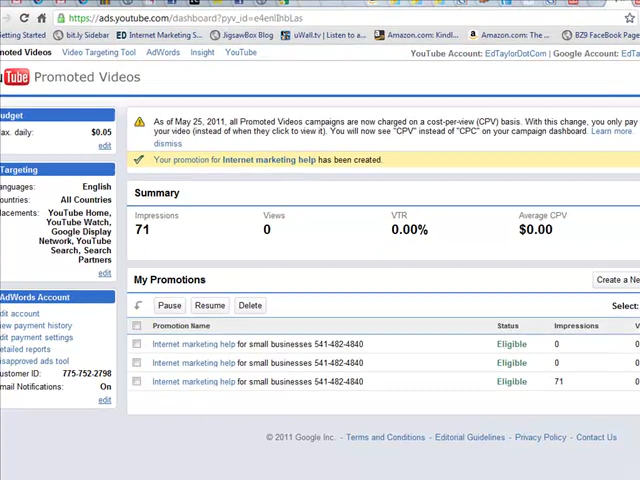 https://ads.youtube.com/dashboard?pyv_id=e4enlIhbLas
etting Started bit.ly Sidebar ED Internet Marketing S... JigsawBox Blog uWall.tv | Listen to a... Amazon.com: Kindl... Amazon.com: The ... BZ9 FaceBook Page
omoted Videos Video Targeting Tool AdWords Insight YouTube YouTube Account: EdTaylorDotCom | Google Account: EdTa
Tube Promoted Videos
udget
ax. daily: $0.05
edit
As of May 25, 2011, all Promoted Videos campaigns are now charged on a cost-per-view (CPV) basis. With this change, you only pay
your video (instead of when they click to view it). You will now see "CPV" instead of "CPC" on your campaign dashboard. Learn more.
dismiss
Your promotion for Internet marketing help has been created.
Targeting
anguages: English
ountries: All Countries
lacements: YouTube Home,
YouTube Watch,
Google Display
Network, YouTube
Search, Search
Partners
edit
Summary
Impressions Views VTR Average CPV
71 0 0.00% $0.00
My Promotions Create a Ne
Pause Resume Delete Select:
Promotion Name Status Impressions V
Internet marketing help for small businesses 541-482-4840 Eligible 0
Internet marketing help for small businesses 541-482-4840 Eligible 0
Internet marketing help for small businesses 541-482-4840 Eligible 71
AdWords Account
dit account
ew payment history
dit payment settings
etailed reports
isapproved ads tool
ustomer ID: 775-752-2798
mail Notifications: On
edit
© 2011 Google Inc. - Terms and Conditions - Editorial Guidelines - Privacy Policy - Contact Us